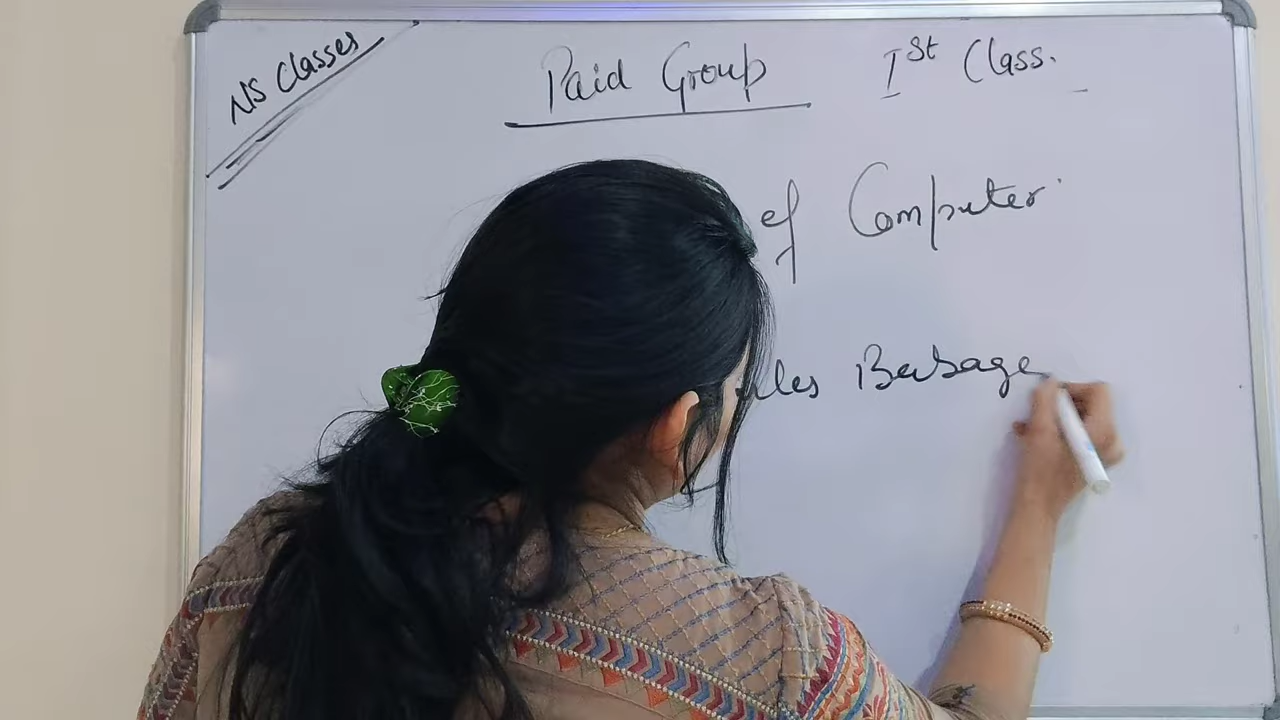 NS Classes
Paid Group Ist Class.
of Computer
les Babage